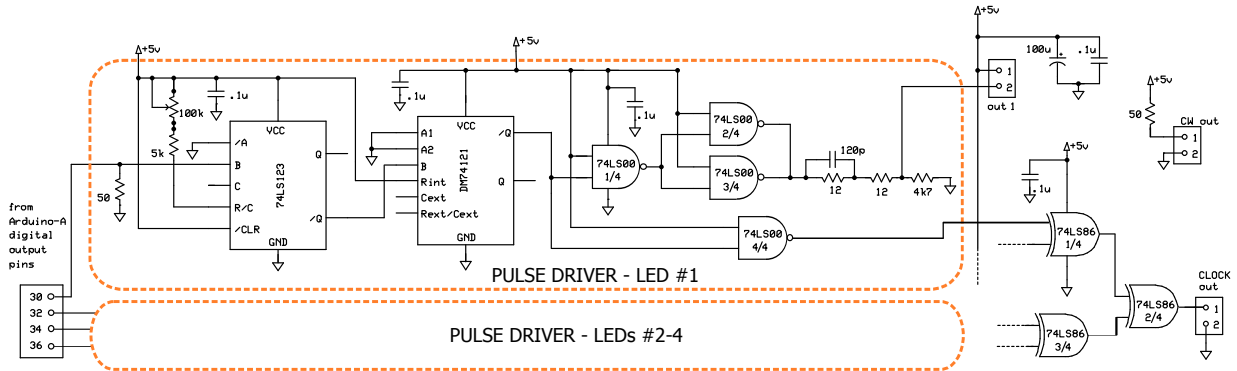 +5v
+5v
+5v
100u
.1u
1
2
out 1
+5v
50
CW out
1
2
100k
5k
.1u
VCC
/A
B
C
R/C
/CLR
Q
/Q
GND
74LS123
50
.1u
VCC
A1
A2
B
Rint
Cext
Rext/Cext
/Q
Q
GND
DM74121
.1u
74LS00
1/4
74LS00
2/4
74LS00
3/4
74LS00
4/4
120p
12
12
4k7
+5v
.1u
74LS86
1/4
from
Arduino-A
digital
output
pins
30
32
34
36
PULSE DRIVER - LED #1
PULSE DRIVER - LEDs #2-4
74LS86
2/4
74LS86
3/4
CLOCK
out
1
2